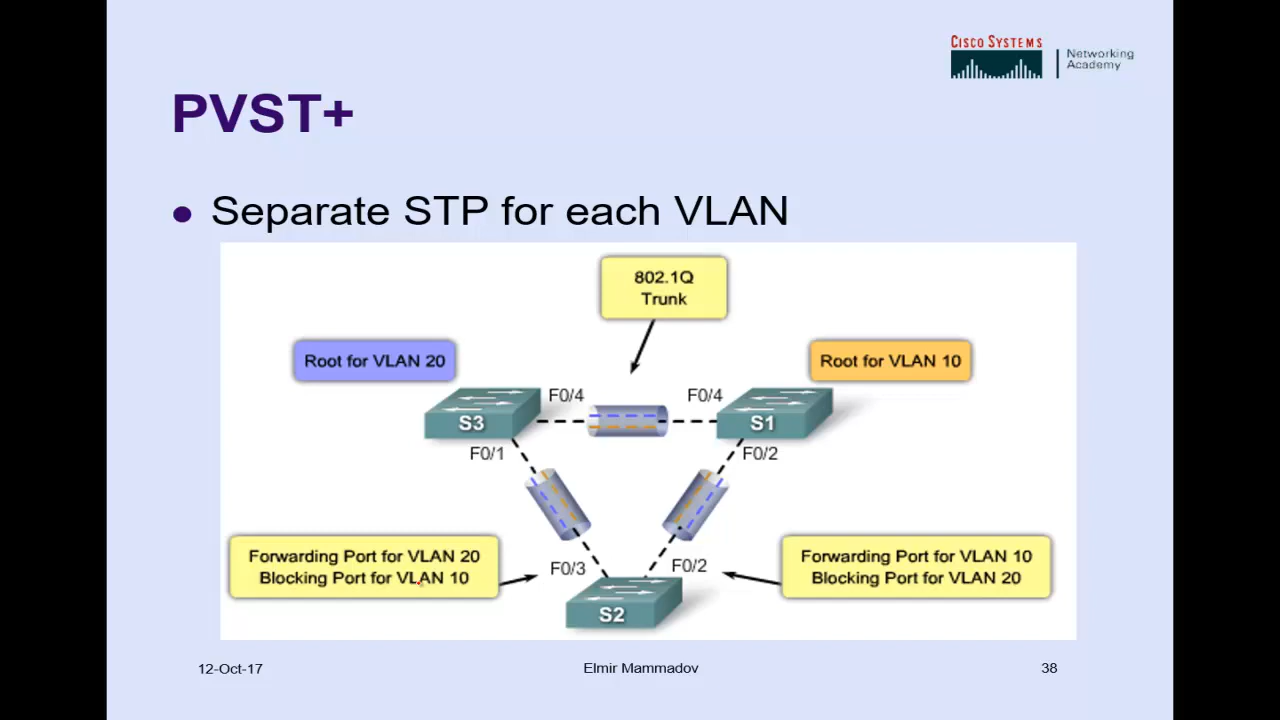 CISCO SYSTEMS
Networking
Academy
PVST+
Separate STP for each VLAN
802.1Q
Trunk
Root for VLAN 20
Root for VLAN 10
F0/4
F0/4
S3
S1
F0/1
F0/2
Forwarding Port for VLAN 20
Blocking Port for VLAN 10
Forwarding Port for VLAN 10
Blocking Port for VLAN 20
F0/3
F0/2
S2
12-Oct-17
Elmir Mammadov
38